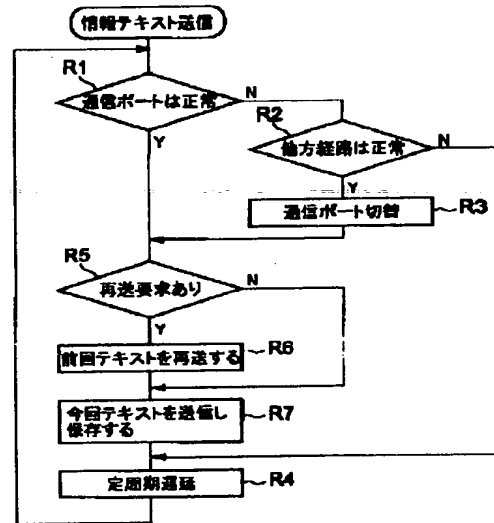 情報テキスト送信
R1
通信ポートは正常
N
R2
Y
他方経路は正常
N
Y
通信ポート切替
R3
R5
再送要求あり
N
Y
前回テキストを再送する
R6
今回テキストを送信し
保存する
R7
定周期遅延
R4